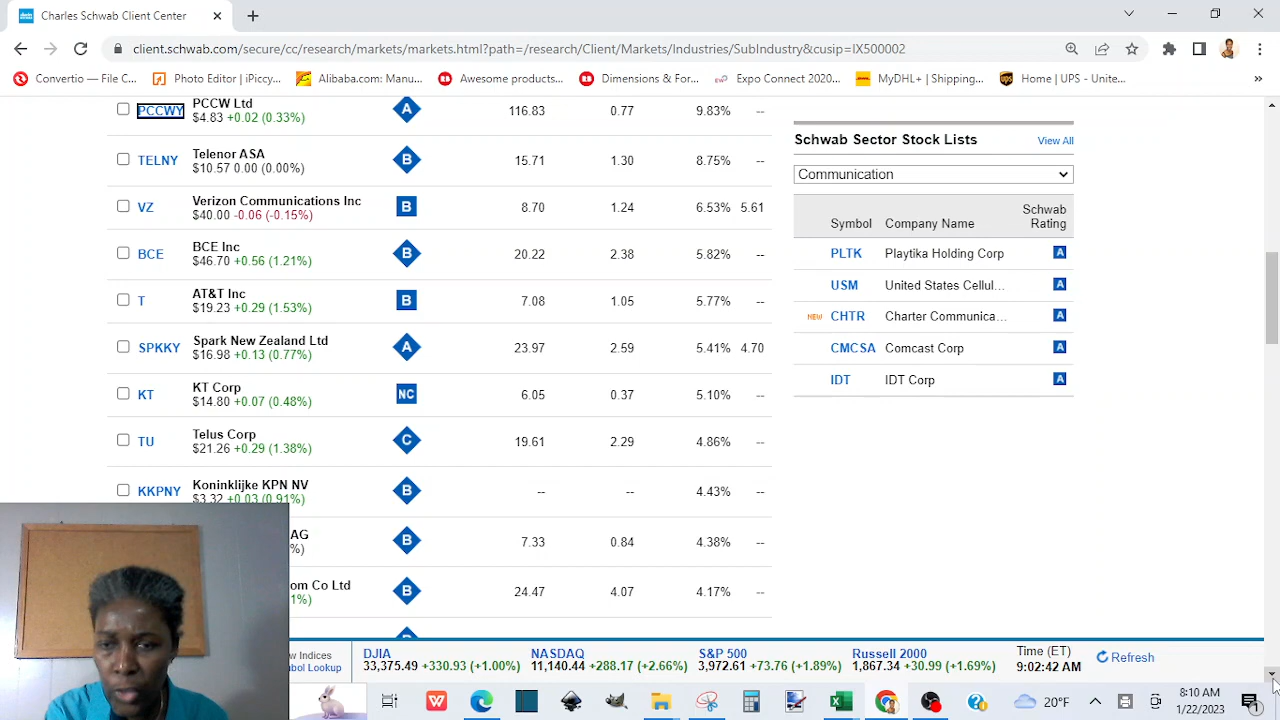 Charles Schwab Client
client.schwab.com/secure/cc/research/markets/markets.html?path=/research/Client/Markets/Industries/SubIndustry&cusip=IX500002
Convertio — File C...
Photo Editor | iPiccy...
Alibaba.com: Manu...
Awesome products...
Dimensions & For...
Expo Connect 2020...
MyDHL+ | Shipping...
Home | UPS - Unite...
PCCWY PCCW Ltd A 116.83 0.77 9.83% --
$4.83 +0.02 (0.33%)
TELNY Telenor ASA B 15.71 1.30 8.75% --
$10.57 0.00 (0.00%)
VZ Verizon Communications Inc B 8.70 1.24 6.53% 5.61
$40.00 -0.06 (-0.15%)
BCE BCE Inc B 20.22 2.38 5.82% --
$46.70 +0.56 (1.21%)
T AT&T Inc B 7.08 1.05 5.77% --
$19.23 +0.29 (1.53%)
SPKKY Spark New Zealand Ltd A 23.97 2.59 5.41% 4.70
$16.98 +0.13 (0.77%)
KT KT Corp NC 6.05 0.37 5.10% --
$14.80 +0.07 (0.48%)
TU Telus Corp C 19.61 2.29 4.86% --
$21.26 +0.29 (1.38%)
KKPNY Koninklijke KPN NV B -- -- 4.43% --
$3.32 +0.03 (0.91%)
AG B 7.33 0.84 4.38% --
%)
om Co Ltd B 24.47 4.07 4.17% --
1%)
Schwab Sector Stock Lists View All
Communication
Symbol Company Name Schwab Rating
PLTK Playtika Holding Corp A
USM United States Cellul... A
NEW CHTR Charter Communica... A
CMCSA Comcast Corp A
IDT IDT Corp A
w Indices
bol Lookup
DJIA
33,375.49 +330.93 (+1.00%)
NASDAQ
11,140.44 +288.17 (+2.66%)
S&P 500
3,972.61 +73.76 (+1.89%)
Russell 2000
1,867.34 +30.99 (+1.69%)
Time (ET)
9:02:42 AM
Refresh
20°F
8:10 AM
1/22/2023